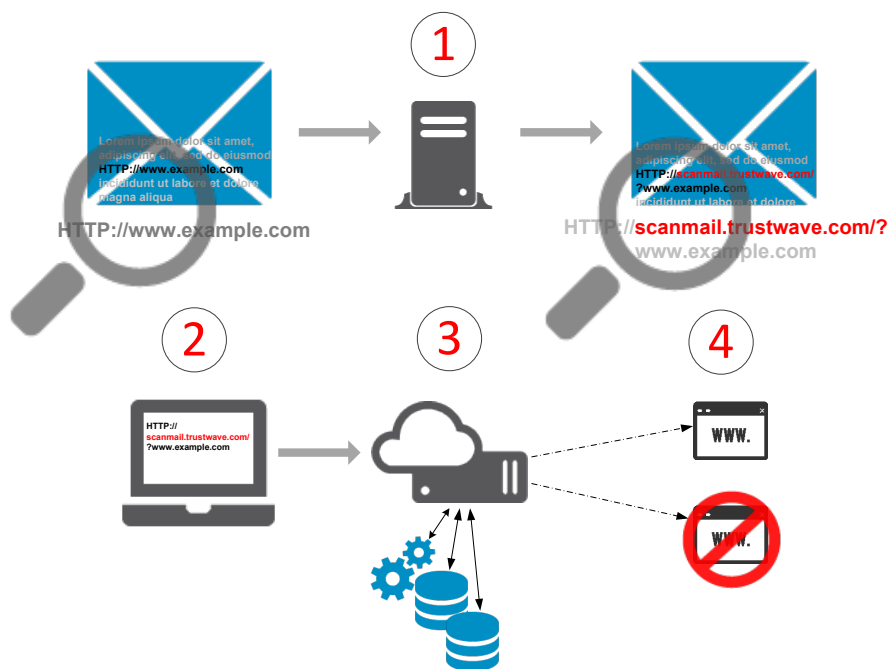 1
Lorem ipsum dolor sit amet,
adipiscing elit, sed do eiusmod
HTTP://www.example.com
incididunt ut labore et dolore
magna aliqua
HTTP://www.example.com
Lorem ipsum dolor sit amet,
adipiscing elit, sed do eiusmod
HTTP://scanmail.trustwave.com/
?www.example.com
incididunt ut labore et dolore
HTTP://scanmail.trustwave.com/?
www.example.com
2
3
4
HTTP://
scanmail.trustwave.com/
?www.example.com
WWW.
WWW.